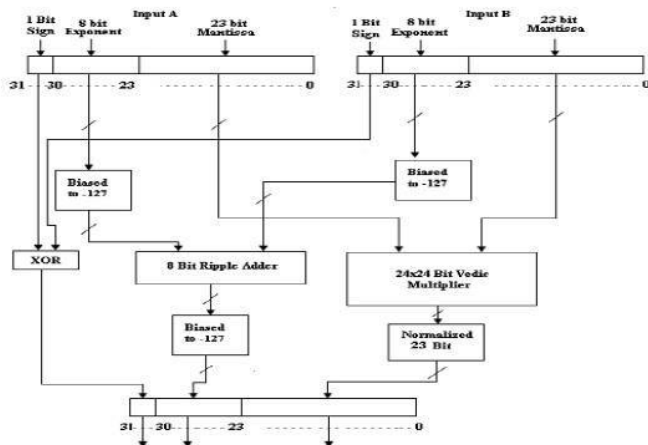 Input A
Input B
1 Bit
Sign
8 bit
Exponent
23 bit
Mantissa
1 Bit
Sign
8 bit
Exponent
23 bit
Mantissa
31 30 23 0
31 30 23 0
Biased
to -127
Biased
to -127
XOR
8 Bit Ripple Adder
24x24 Bit Vedic
Multiplier
Biased
to -127
Normalized
23 Bit
31 30 23 0